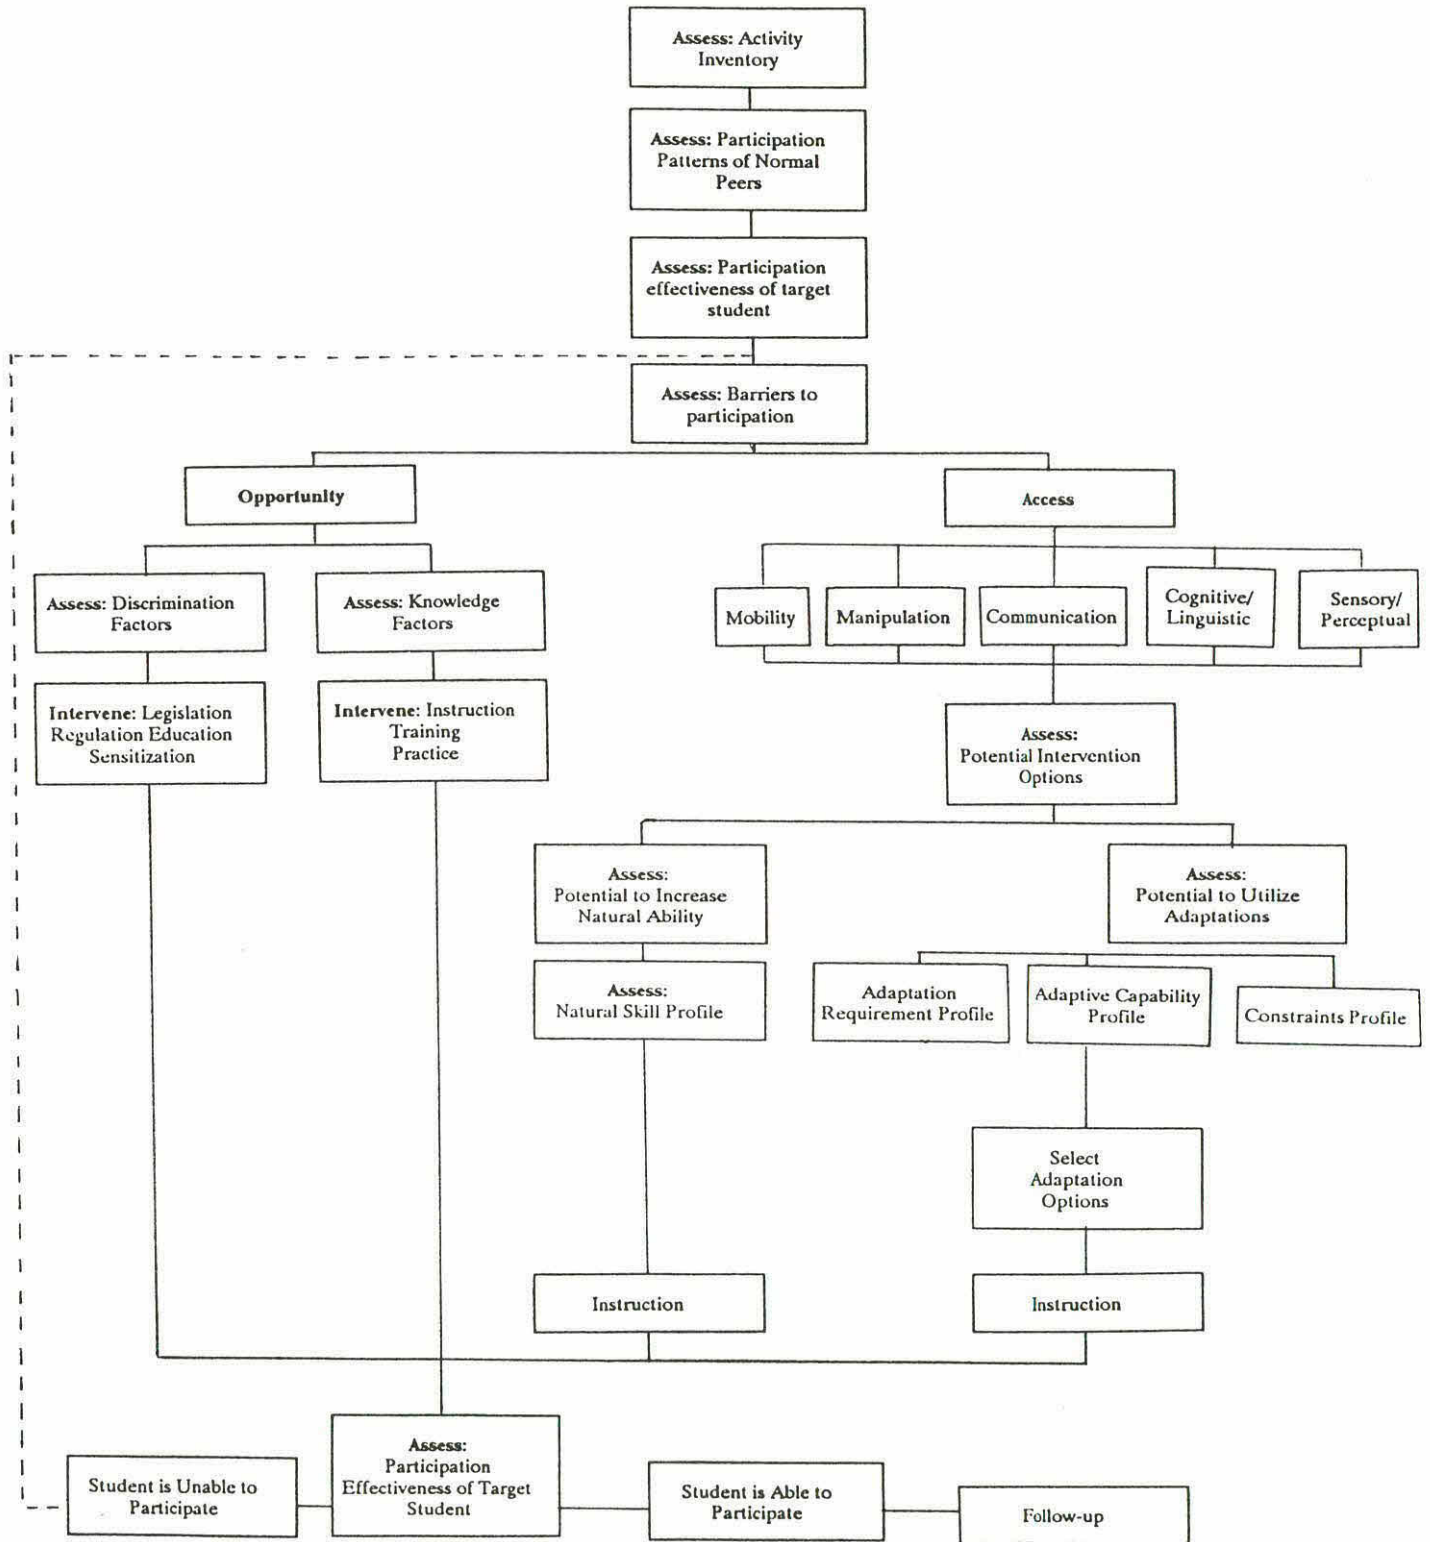 Assess: Activity
Inventory
Assess: Participation
Patterns of Normal
Peers
Assess: Participation
effectiveness of target
student
Assess: Barriers to
participation
Opportunity
Access
Assess: Discrimination
Factors
Assess: Knowledge
Factors
Mobility
Manipulation
Communication
Cognitive/
Linguistic
Sensory/
Perceptual
Intervene: Legislation
Regulation Education
Sensitization
Intervene: Instruction
Training
Practice
Assess:
Potential Intervention
Options
Assess:
Potential to Increase
Natural Ability
Assess:
Potential to Utilize
Adaptations
Assess:
Natural Skill Profile
Adaptation
Requirement Profile
Adaptive Capability
Profile
Constraints Profile
Select
Adaptation
Options
Instruction
Instruction
Student is Unable to
Participate
Assess:
Participation
Effectiveness of Target
Student
Student is Able to
Participate
Follow-up